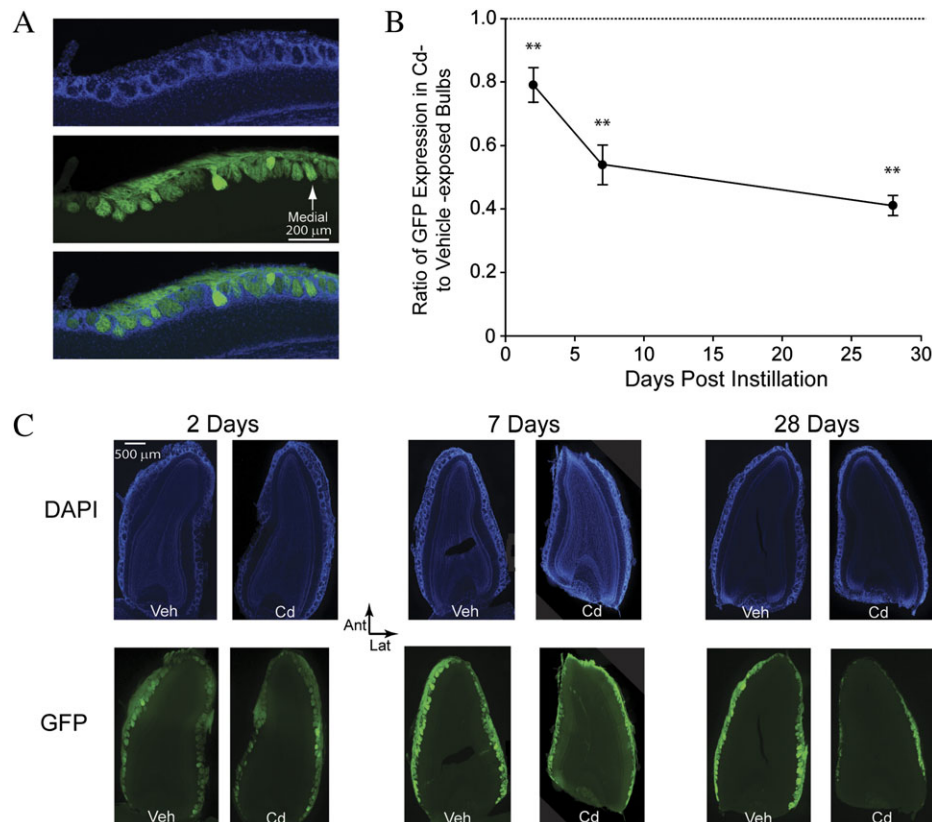 A
Medial
200 μm
B
Ratio of GFP Expression in Cd-
to Vehicle -exposed Bulbs
1.0
0.8
0.6
0.4
0.2
0
**
**
**
0 5 10 15 20 25 30
Days Post Instillation
C
2 Days 7 Days 28 Days
500 μm
DAPI
Veh Cd Veh Cd Veh Cd
Ant
Lat
GFP
Veh Cd Veh Cd Veh Cd